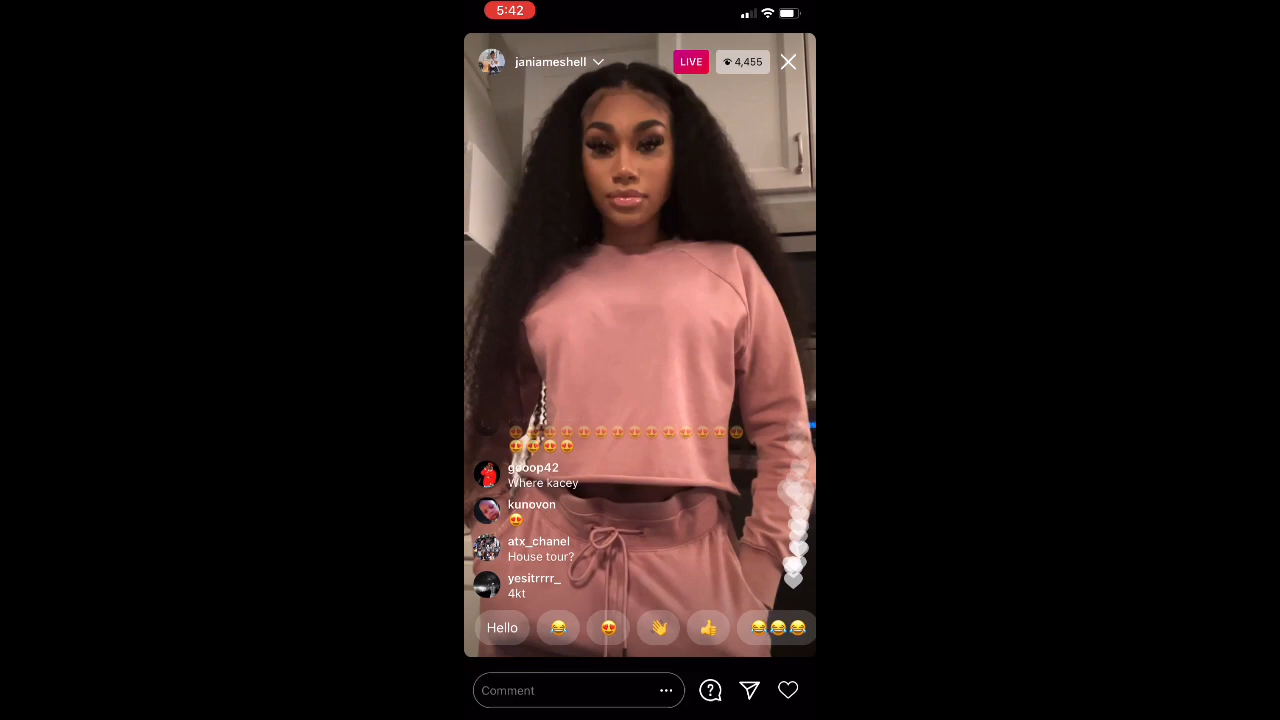 5:42
janiameshell
LIVE
4,455
gooop42
Where kacey
kunovon
😍
atx_chanel
House tour?
yesitrrrr_
4kt
Hello
Comment